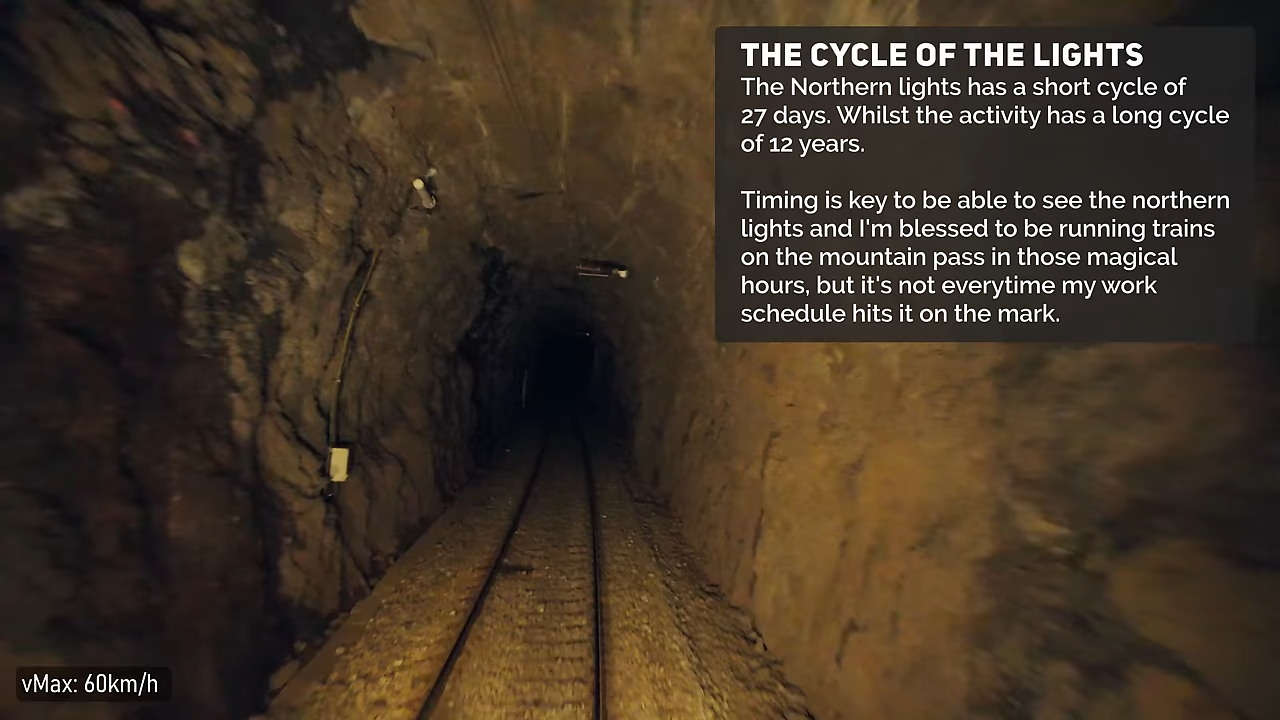 THE CYCLE OF THE LIGHTS
The Northern lights has a short cycle of
27 days. Whilst the activity has a long cycle
of 12 years.
Timing is key to be able to see the northern
lights and I'm blessed to be running trains
on the mountain pass in those magical
hours, but it's not everytime my work
schedule hits it on the mark.
vMax: 60km/h